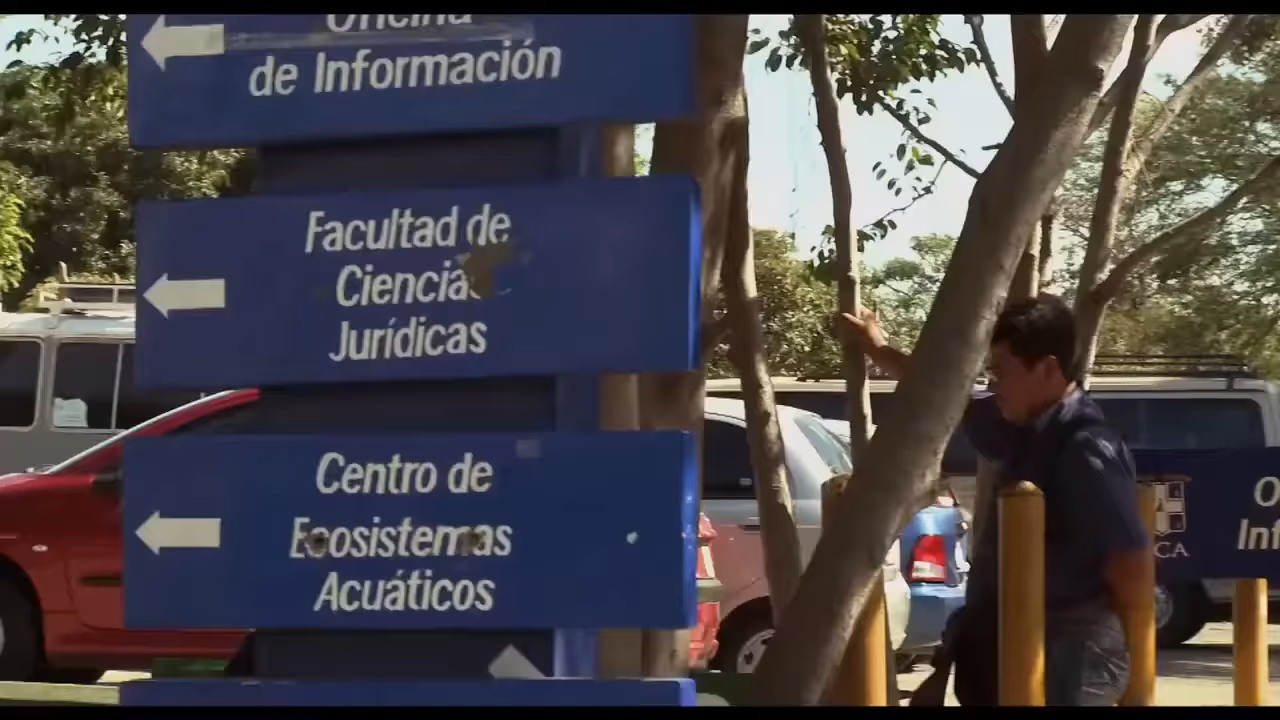 Oficina
de Información
Facultad de
Ciencias
Jurídicas
Centro de
Ecosistemas
Acuáticos